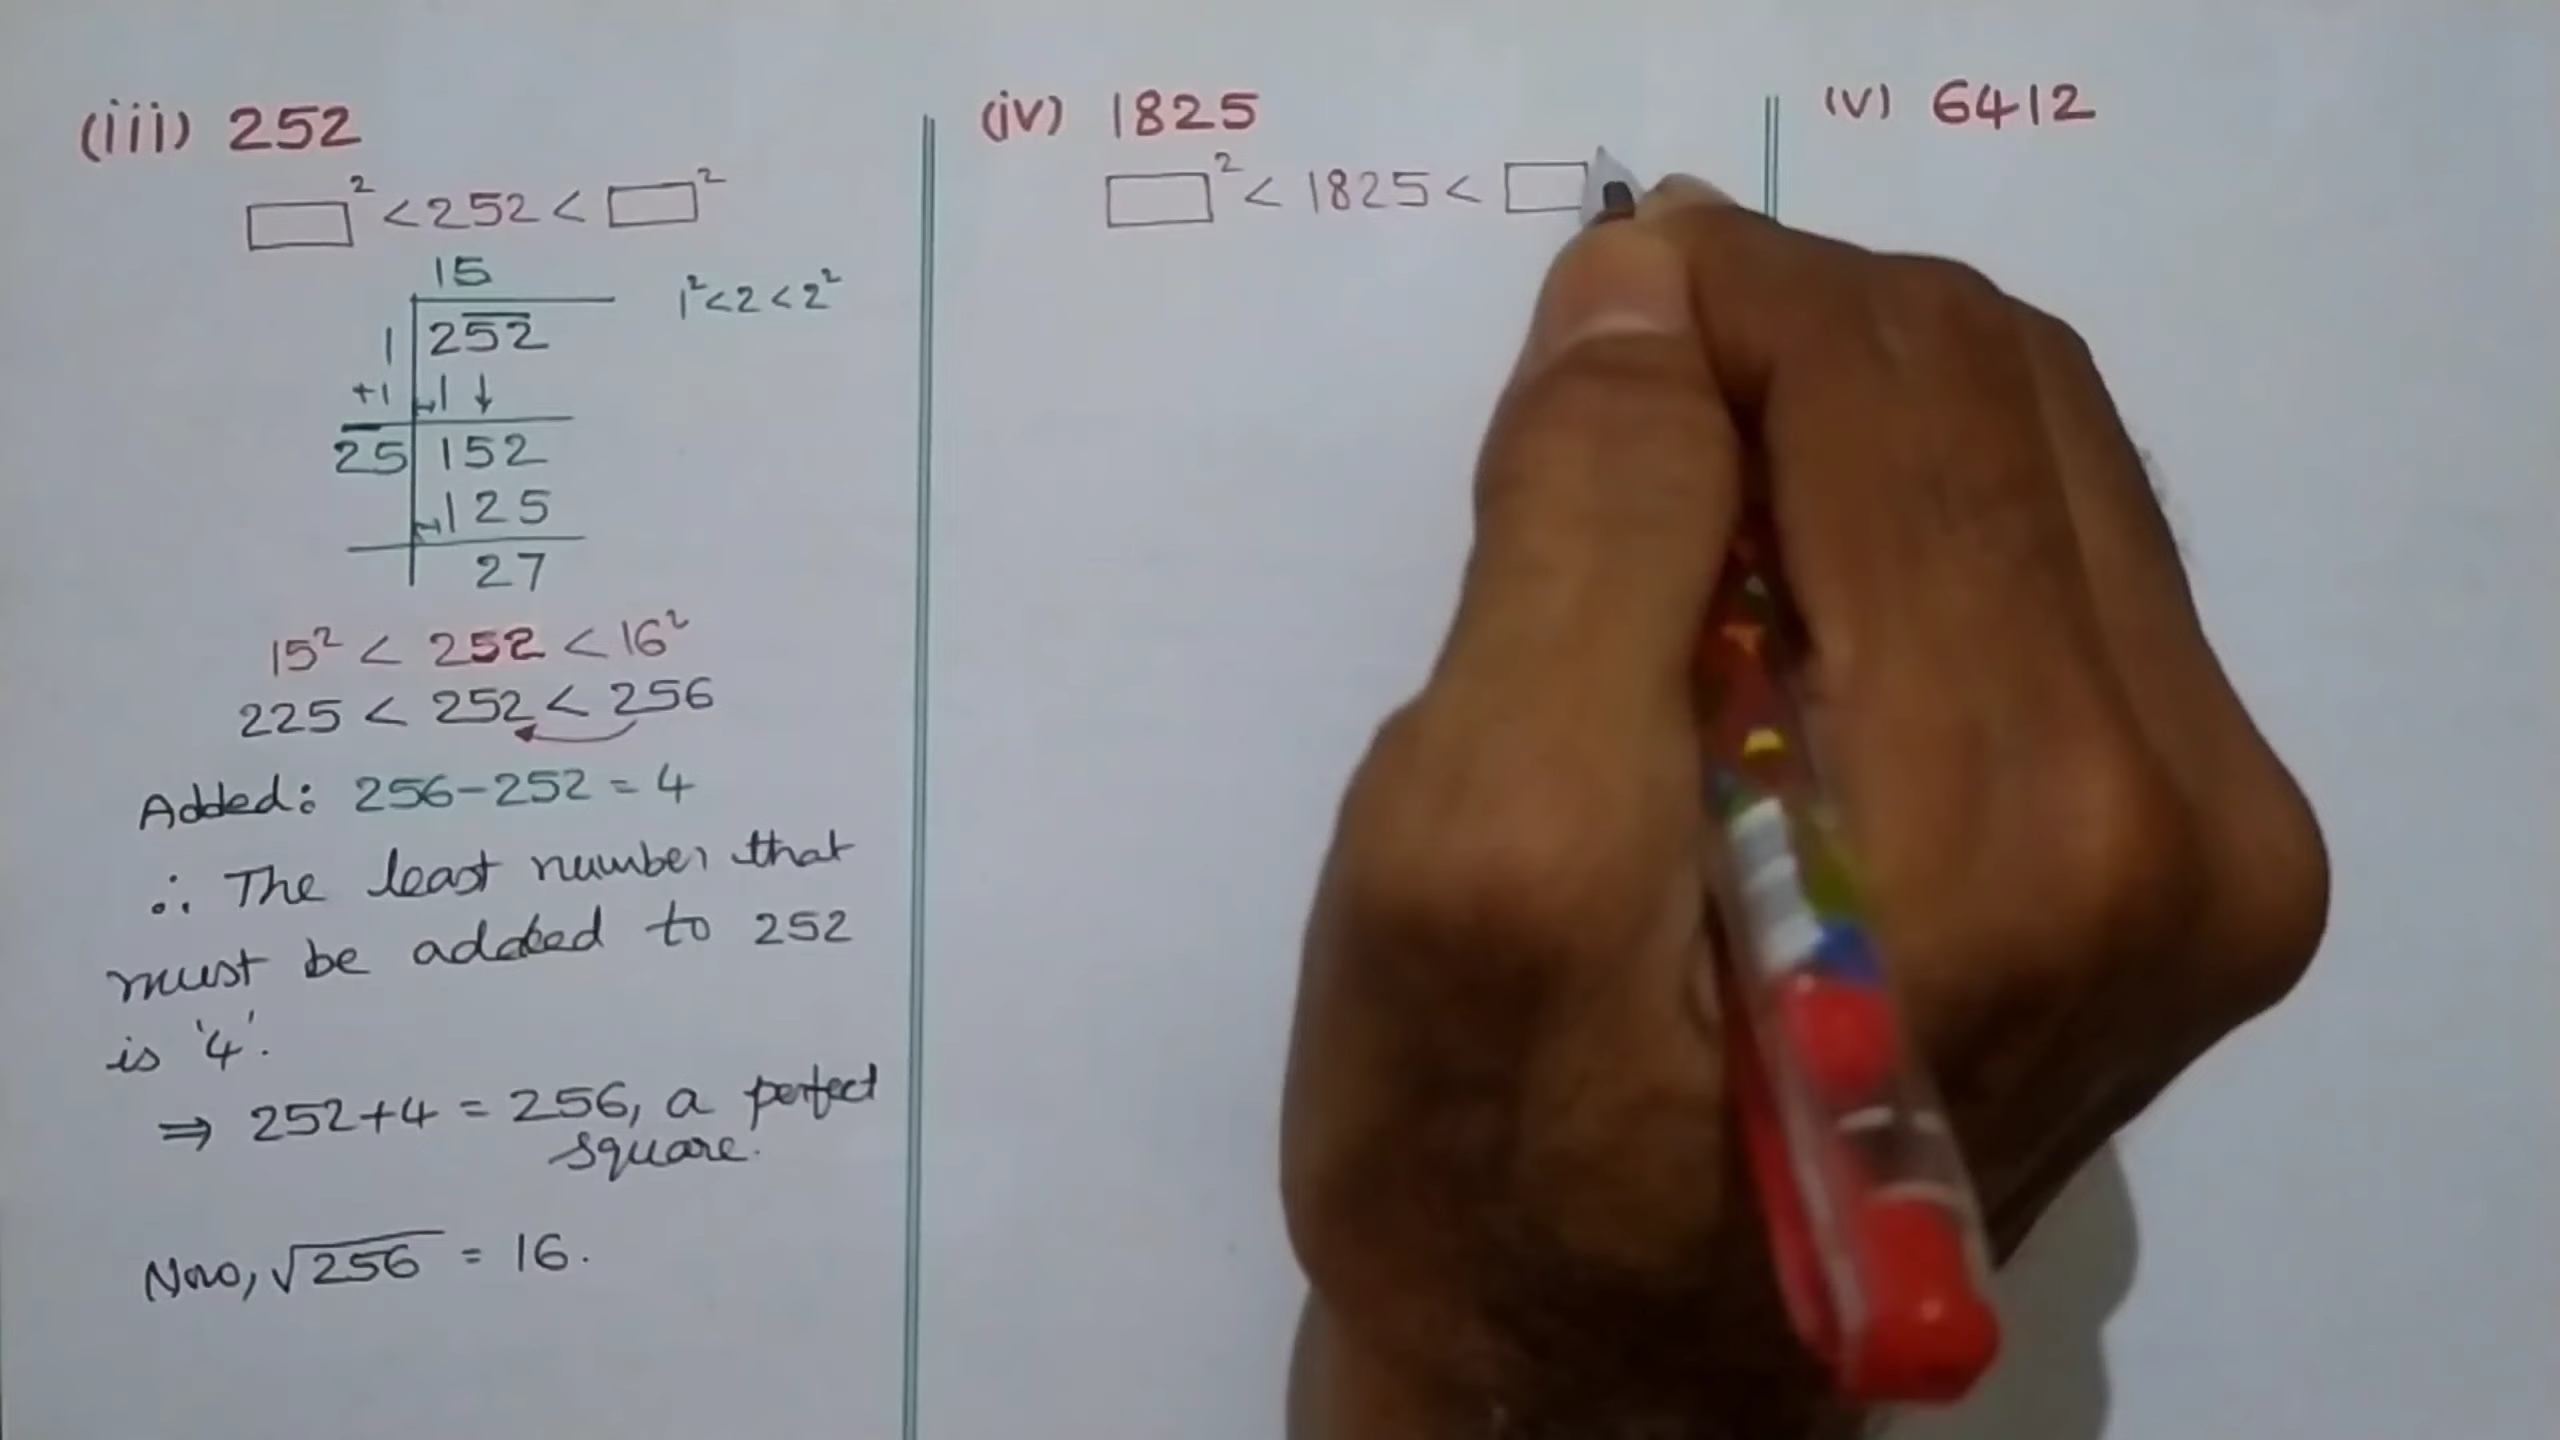 (iii) 252
□² < 252 < □²
15
1² < 2 < 2²
1 252
+1 -1 ↓
25 152
-125
27
15² < 252 < 16²
225 < 252 < 256
Added: 256-252 = 4
∴ The least number that
must be added to 252
is '4'.
⇒ 252+4 = 256, a perfect
square.
Now, √256 = 16.
(iv) 1825
□² < 1825 < □
(v) 6412